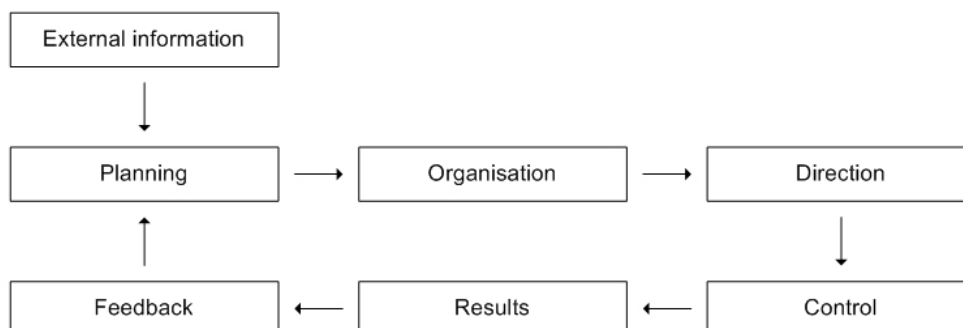 External information
Planning
Organisation
Direction
Feedback
Results
Control